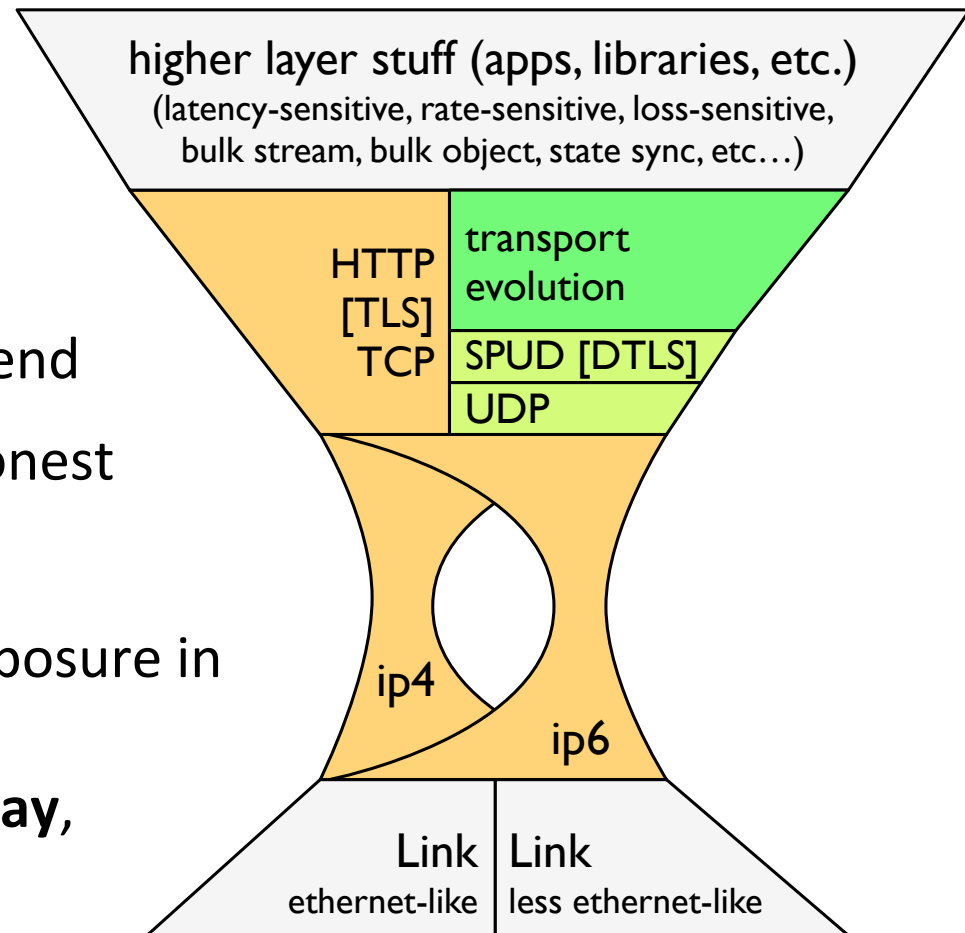 higher layer stuff (apps, libraries, etc.)
(latency-sensitive, rate-sensitive, loss-sensitive,
bulk stream, bulk object, state sync, etc…)
HTTP
[TLS]
TCP
transport
evolution
SPUD [DTLS]
UDP
end
onest
posure in
ay,
ip4
ip6
Link
ethernet-like
Link
less ethernet-like